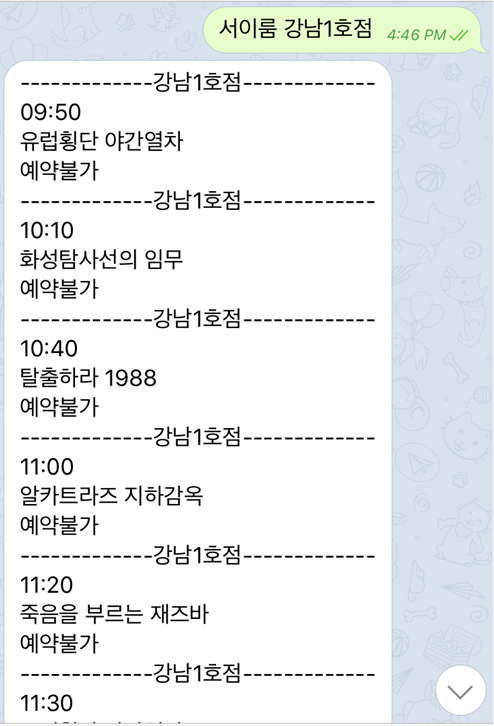 서이룸 강남1호점 4:46 PM
-------------강남1호점-------------
09:50
유럽횡단 야간열차
예약불가
-------------강남1호점-------------
10:10
화성탐사선의 임무
예약불가
-------------강남1호점-------------
10:40
탈출하라 1988
예약불가
-------------강남1호점-------------
11:00
알카트라즈 지하감옥
예약불가
-------------강남1호점-------------
11:20
죽음을 부르는 재즈바
예약불가
-------------강남1호점-------------
11:30